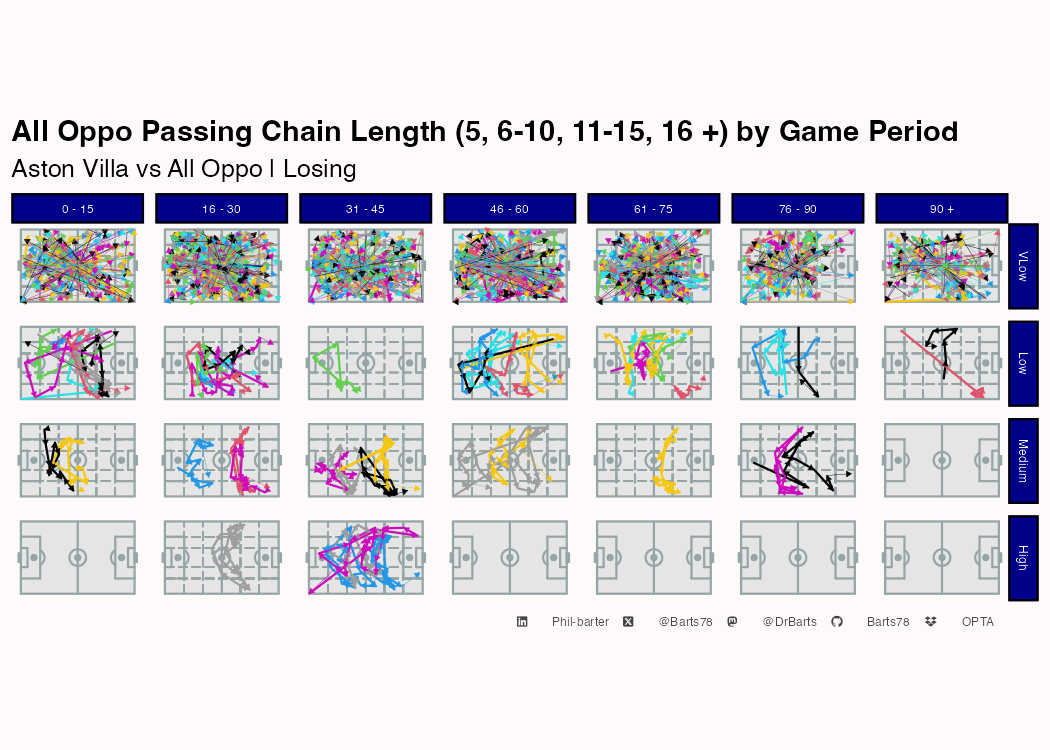 All Oppo Passing Chain Length (5, 6-10, 11-15, 16 +) by Game Period
Aston Villa vs All Oppo | Losing
0 - 15 16 - 30 31 - 45 46 - 60 61 - 75 76 - 90 90 +
VLow
Low
Medium
High
Phil-barter @Barts78 @DrBarts Barts78 OPTA